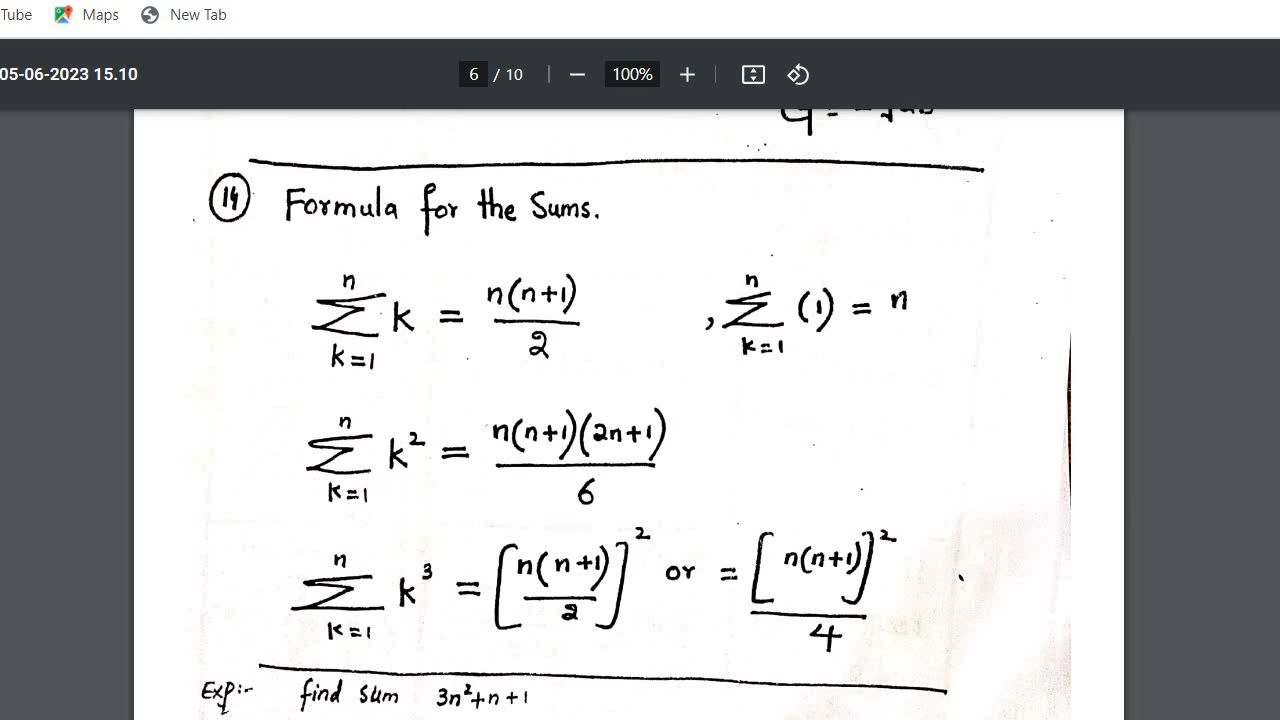 Tube Maps New Tab
05-06-2023 15.10 6 / 10 — 100% +
14 Formula for the Sums.
n∑k=1 k = n(n+1)/2 , n∑k=1 (1) = n
n∑k=1 k² = n(n+1)(2n+1)/6
n∑k=1 k³ = [n(n+1)/2]² or = [n(n+1)]²/4
Exp:- find sum 3n²+n+1